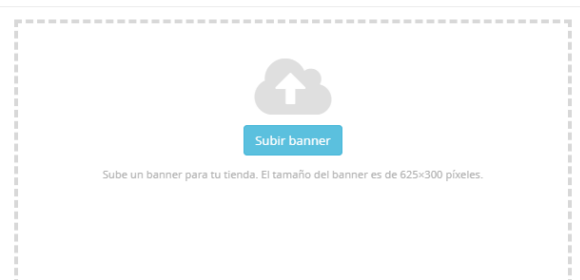 Subir banner
Sube un banner para tu tienda. El tamaño del banner es de 625×300 píxeles.